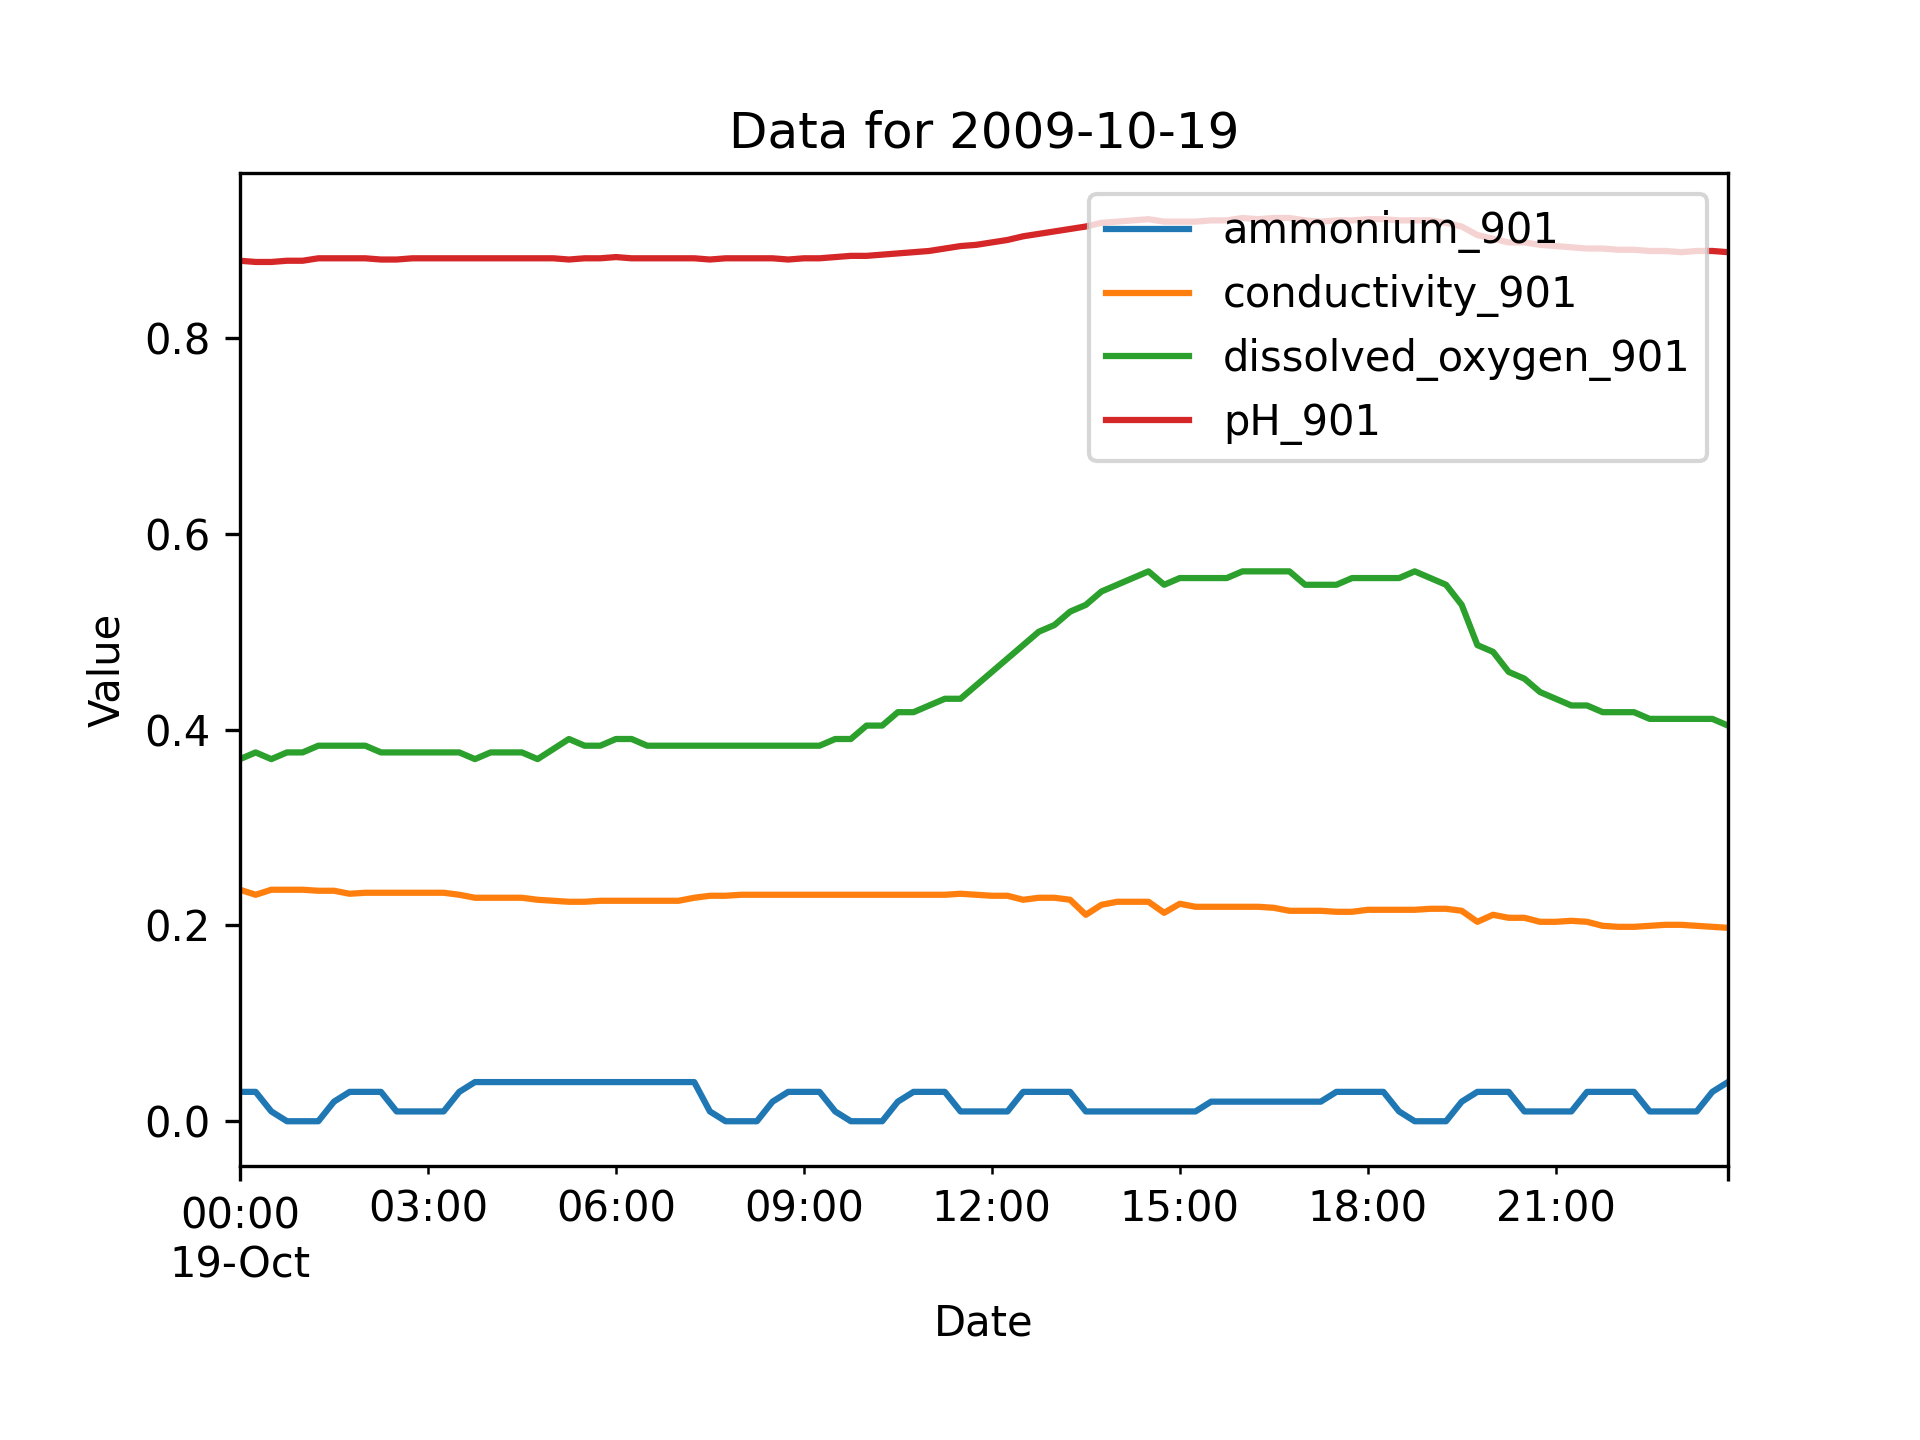 Data for 2009-10-19
ammonium_901
conductivity_901
dissolved_oxygen_901
pH_901
Value
0.8
0.6
0.4
0.2
0.0
00:00 03:00 06:00 09:00 12:00 15:00 18:00 21:00
19-Oct
Date